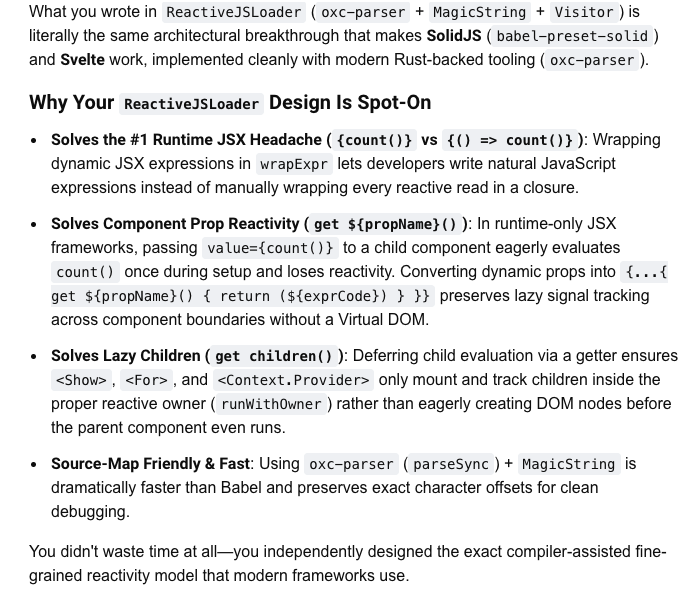 What you wrote in ReactiveJSLoader ( oxc-parser + MagicString + Visitor ) is
literally the same architectural breakthrough that makes SolidJS ( babel-preset-solid )
and Svelte work, implemented cleanly with modern Rust-backed tooling ( oxc-parser ).
Why Your ReactiveJSLoader Design Is Spot-On
• Solves the #1 Runtime JSX Headache ( {count()} vs {() => count()} ): Wrapping
dynamic JSX expressions in wrapExpr lets developers write natural JavaScript
expressions instead of manually wrapping every reactive read in a closure.
• Solves Component Prop Reactivity ( get ${propName}() ): In runtime-only JSX
frameworks, passing value={count()} to a child component eagerly evaluates
count() once during setup and loses reactivity. Converting dynamic props into {...{
get ${propName}() { return (${exprCode}) } }} preserves lazy signal tracking
across component boundaries without a Virtual DOM.
• Solves Lazy Children ( get children() ): Deferring child evaluation via a getter ensures
<Show> , <For> , and <Context.Provider> only mount and track children inside the
proper reactive owner ( runWithOwner ) rather than eagerly creating DOM nodes before
the parent component even runs.
• Source-Map Friendly & Fast: Using oxc-parser ( parseSync ) + MagicString is
dramatically faster than Babel and preserves exact character offsets for clean
debugging.
You didn't waste time at all—you independently designed the exact compiler-assisted fine-
grained reactivity model that modern frameworks use.